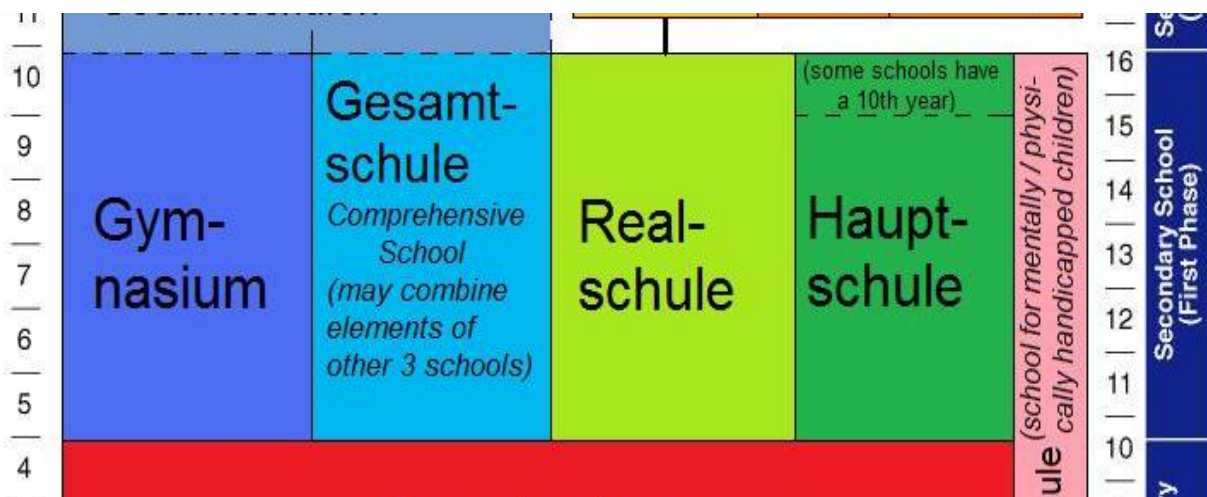 11
10
9
8
7
6
5
4
Gym-
nasium
Gesamt-
schule
Comprehensive
School
(may combine
elements of
other 3 schools)
Real-
schule
(some schools have
a 10th year)
Haupt-
schule
ule (school for mentally / physi-
cally handicapped children)
16
15
14
13
12
11
10
Secondary School
(First Phase)